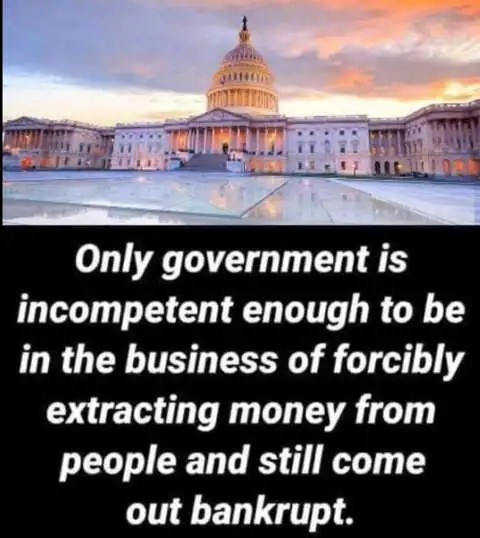 Only government is
incompetent enough to be
in the business of forcibly
extracting money from
people and still come
out bankrupt.